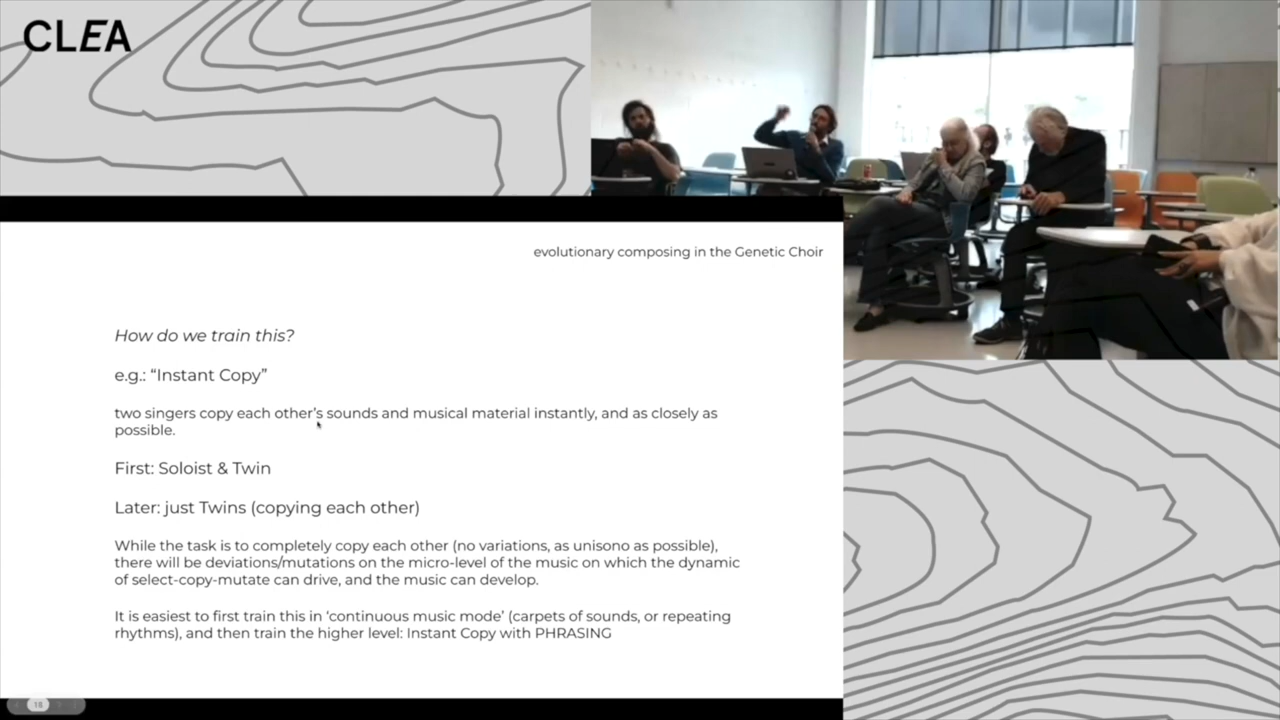 CLEA
evolutionary composing in the Genetic Choir
How do we train this?
e.g.: “Instant Copy”
two singers copy each other’s sounds and musical material instantly, and as closely as
possible.
First: Soloist & Twin
Later: just Twins (copying each other)
While the task is to completely copy each other (no variations, as unisono as possible),
there will be deviations/mutations on the micro-level of the music on which the dynamic
of select-copy-mutate can drive, and the music can develop.
It is easiest to first train this in ‘continuous music mode’ (carpets of sounds, or repeating
rhythms), and then train the higher level: Instant Copy with PHRASING
18